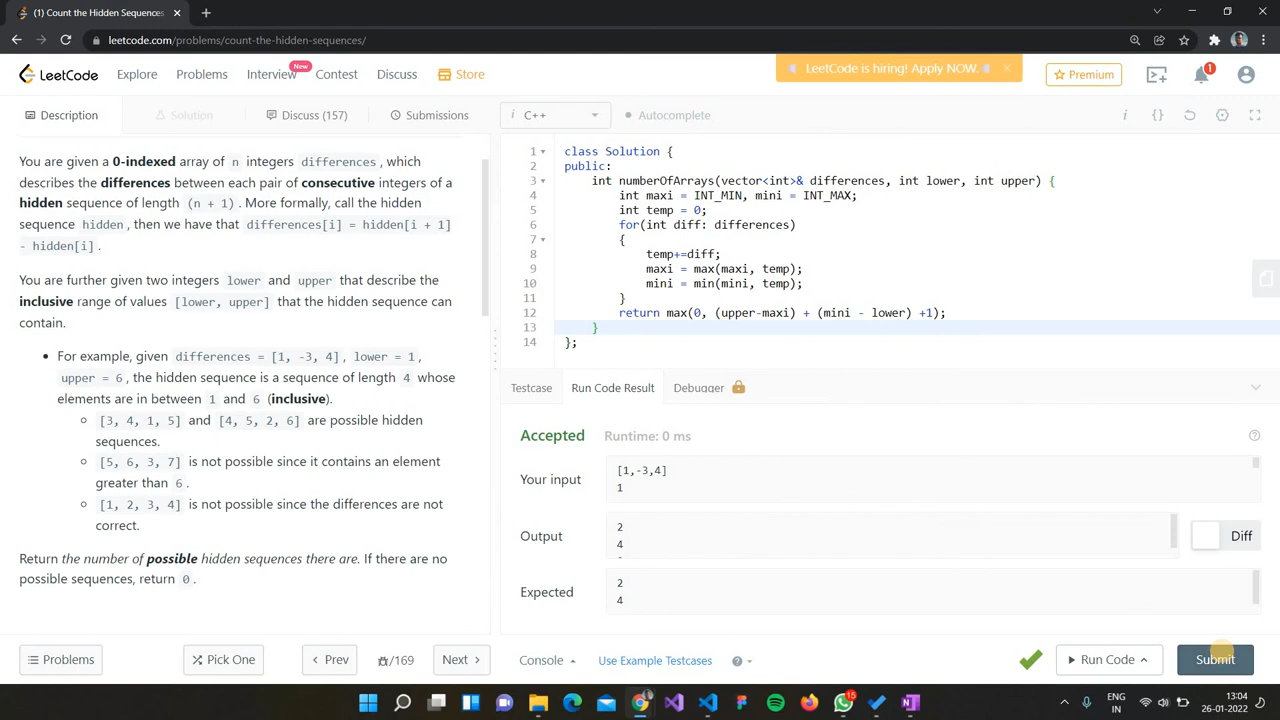 (1) Count the Hidden Sequences
leetcode.com/problems/count-the-hidden-sequences/
LeetCode
Explore
Problems
Interview
New
Contest
Discuss
Store
LeetCode is hiring! Apply NOW.
Premium
1
Description
Solution
Discuss (157)
Submissions
i C++
Autocomplete
You are given a 0-indexed array of n integers differences, which
describes the differences between each pair of consecutive integers of a
hidden sequence of length (n + 1). More formally, call the hidden
sequence hidden, then we have that differences[i] = hidden[i + 1]
- hidden[i].
You are further given two integers lower and upper that describe the
inclusive range of values [lower, upper] that the hidden sequence can
contain.
• For example, given differences = [1, -3, 4], lower = 1,
upper = 6, the hidden sequence is a sequence of length 4 whose
elements are in between 1 and 6 (inclusive).
[3, 4, 1, 5] and [4, 5, 2, 6] are possible hidden
sequences.
[5, 6, 3, 7] is not possible since it contains an element
greater than 6.
[1, 2, 3, 4] is not possible since the differences are not
correct.
Return the number of possible hidden sequences there are. If there are no
possible sequences, return 0.
1 class Solution {
2 public:
3 int numberOfArrays(vector<int>& differences, int lower, int upper) {
4 int maxi = INT_MIN, mini = INT_MAX;
5 int temp = 0;
6 for(int diff: differences)
7 {
8 temp+=diff;
9 maxi = max(maxi, temp);
10 mini = min(mini, temp);
11 }
12 return max(0, (upper-maxi) + (mini - lower) +1);
13 }
14 };
Testcase
Run Code Result
Debugger
Accepted
Runtime: 0 ms
Your input
[1,-3,4]
1
Output
2
4
Diff
Expected
2
4
Problems
Pick One
Prev
/169
Next
Console
Use Example Testcases
Run Code
Submit
15
ENG
IN
13:04
26-01-2022